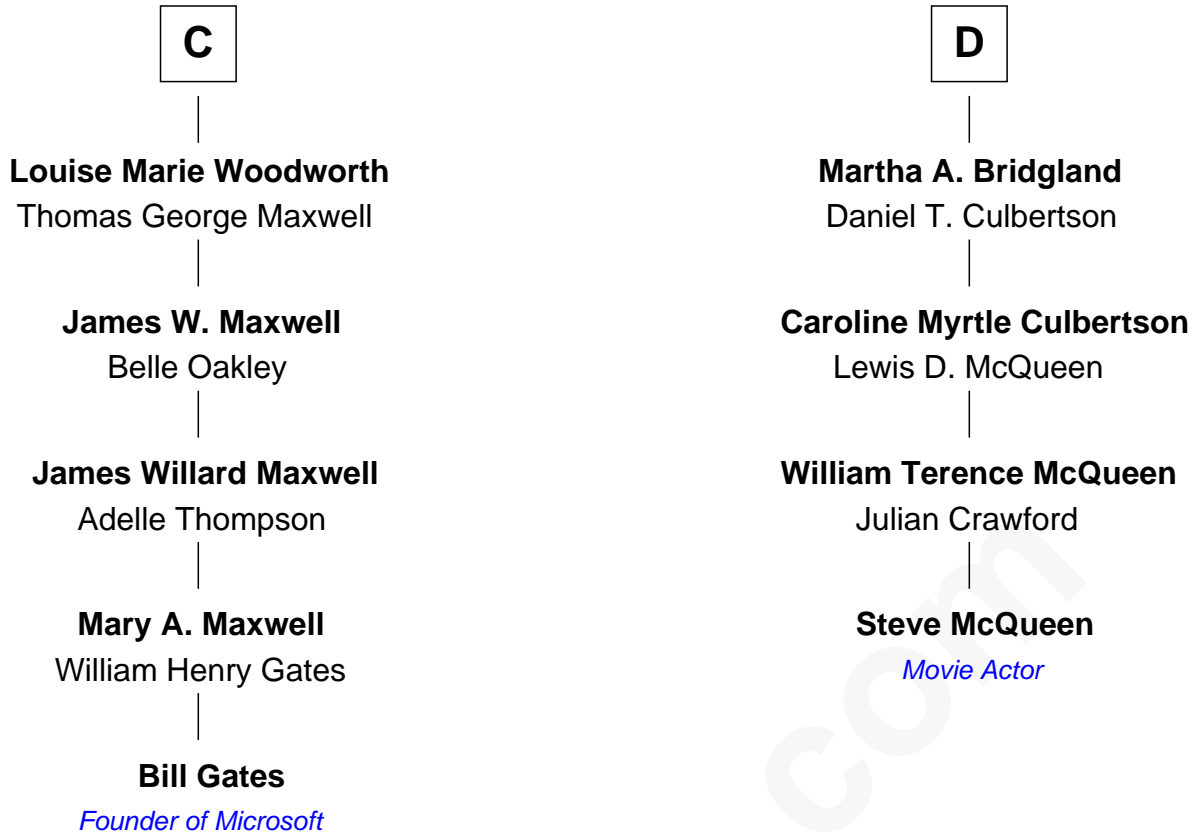 C
Louise Marie Woodworth
Thomas George Maxwell
James W. Maxwell
Belle Oakley
James Willard Maxwell
Adelle Thompson
Mary A. Maxwell
William Henry Gates
Bill Gates
Founder of Microsoft
D
Martha A. Bridgland
Daniel T. Culbertson
Caroline Myrtle Culbertson
Lewis D. McQueen
William Terence McQueen
Julian Crawford
Steve McQueen
Movie Actor
com